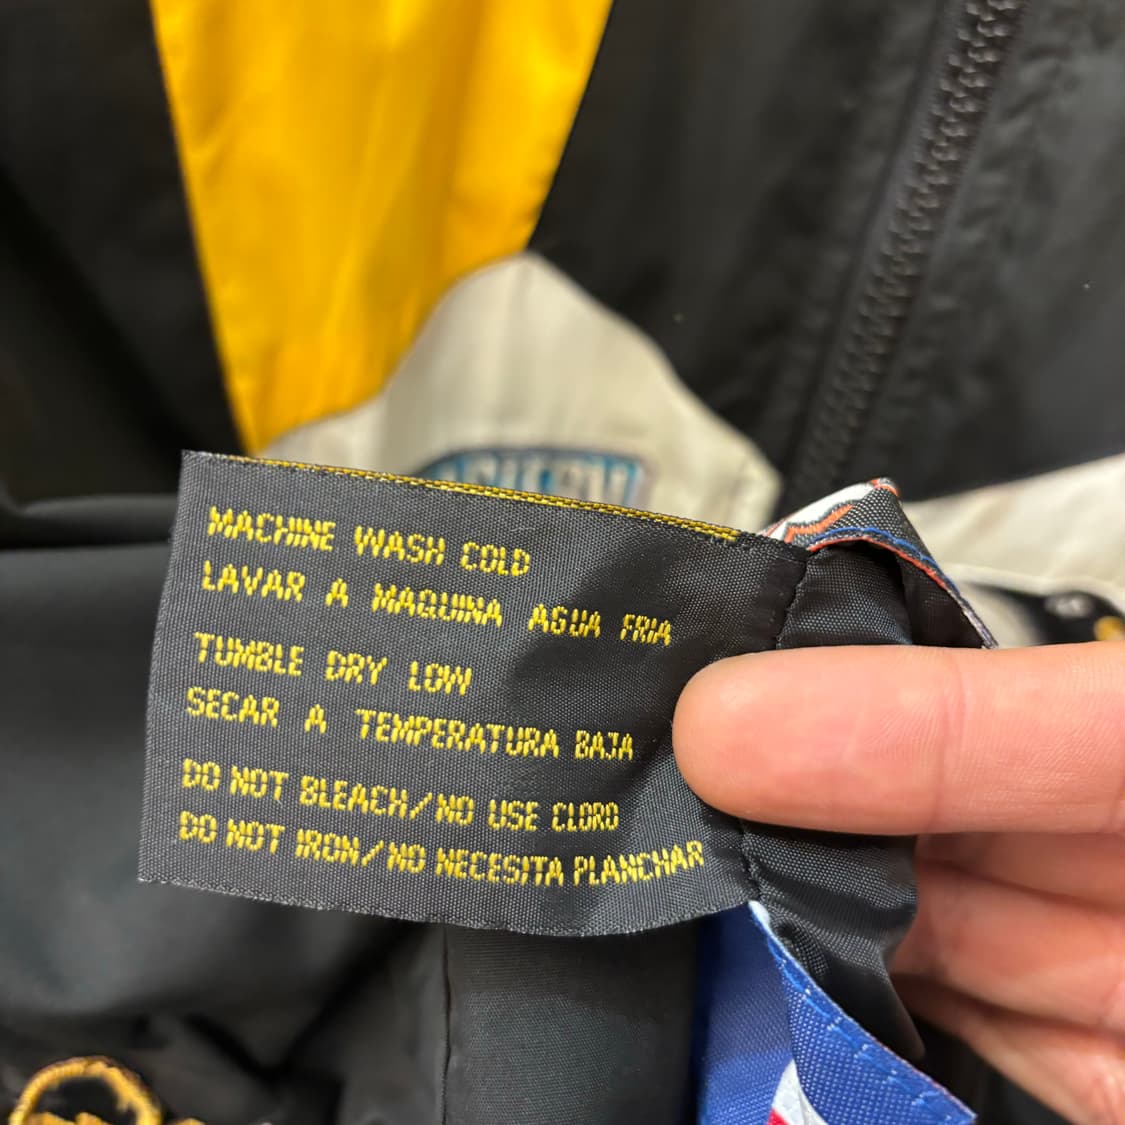 MACHINE WASH COLD
LAVAR A MAQUINA AGUA FRIA
TUMBLE DRY LOW
SECAR A TEMPERATURA BAJA
DO NOT BLEACH/NO USE CLORO
DO NOT IRON/NO NECESITA PLANCHAR